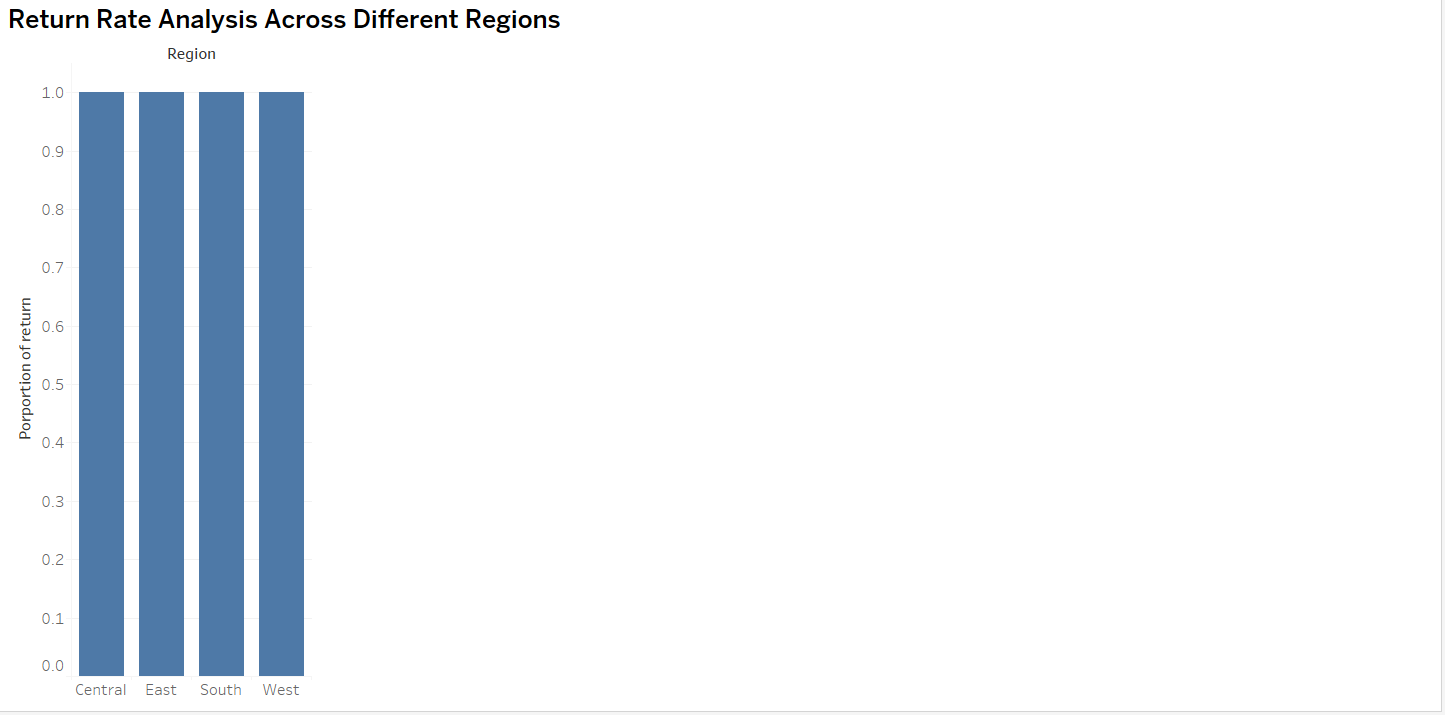 Return Rate Analysis Across Different Regions
Region
1.0
0.9
0.8
0.7
0.6
0.5
0.4
0.3
0.2
0.1
0.0
Porportion of return
Central East South West